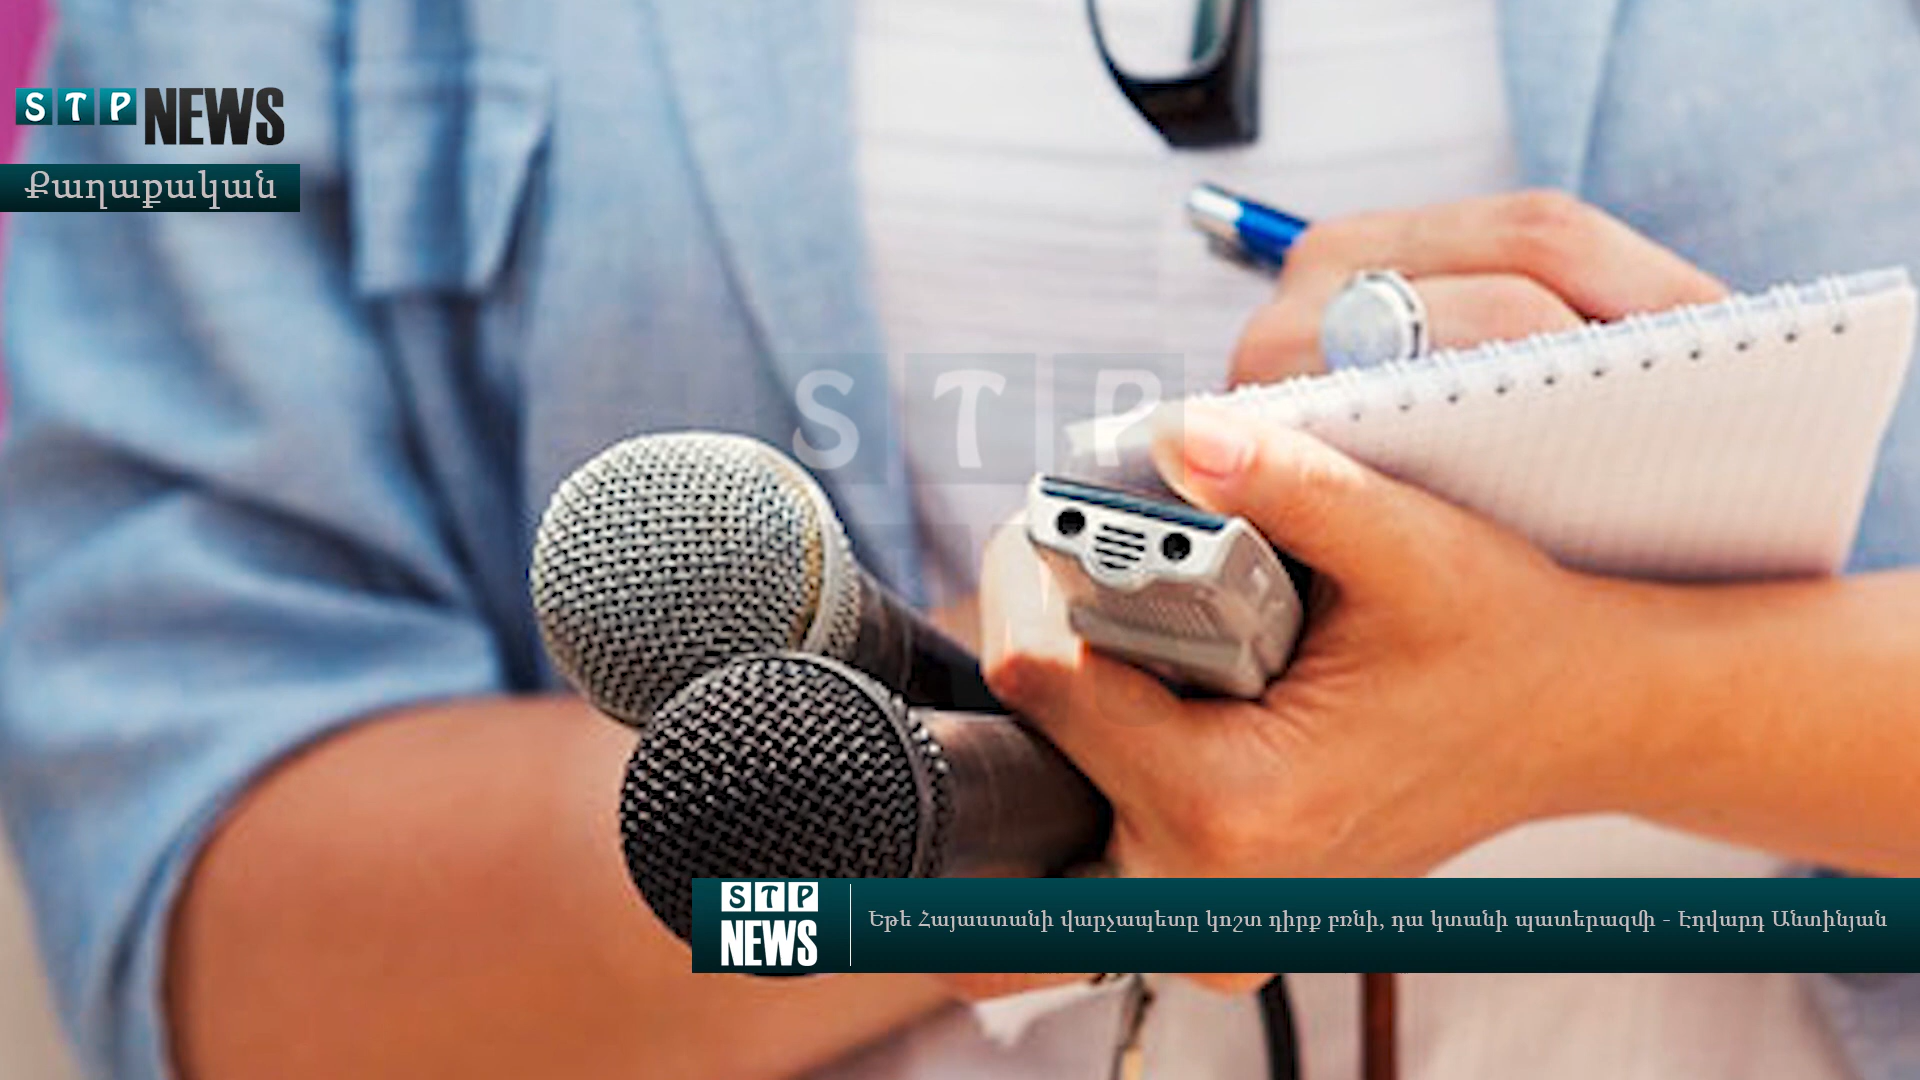 STP NEWS
Քաղաքական
STP
STP
NEWS
Եթե Հայաստանի վարչապետը կոշտ դիրք բռնի, դա կտանի պատերազմի - Էդվարդ Անտինյան